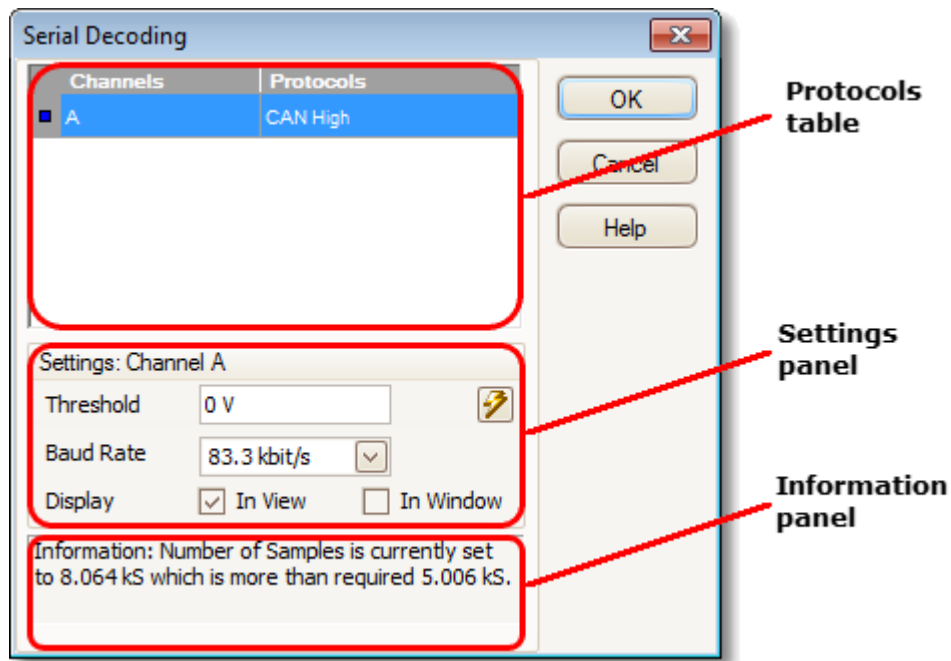 Serial Decoding
Channels Protocols
A CAN High
OK
Cancel
Help
Protocols
table
Settings: Channel A
Threshold 0 V
Baud Rate 83.3 kbit/s
Display In View In Window
Settings
panel
Information: Number of Samples is currently set
to 8.064 kS which is more than required 5.006 kS.
Information
panel